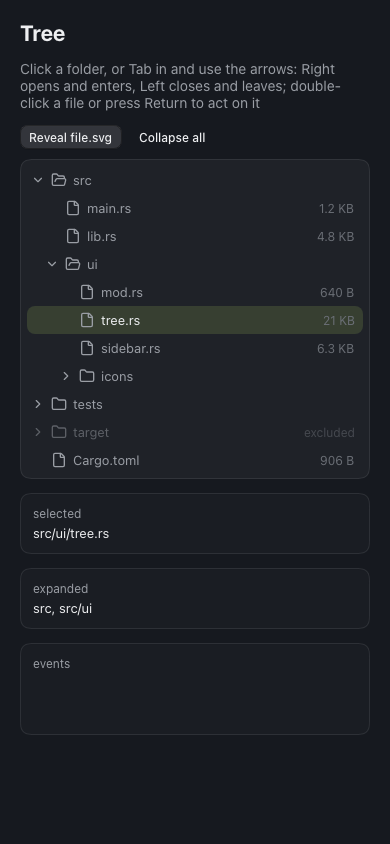 Tree
Click a folder, or Tab in and use the arrows: Right
opens and enters, Left closes and leaves; double-
click a file or press Return to act on it
Reveal file.svg Collapse all
src
main.rs 1.2 KB
lib.rs 4.8 KB
ui
mod.rs 640 B
tree.rs 21 KB
sidebar.rs 6.3 KB
icons
tests
target excluded
Cargo.toml 906 B
selected
src/ui/tree.rs
expanded
src, src/ui
events